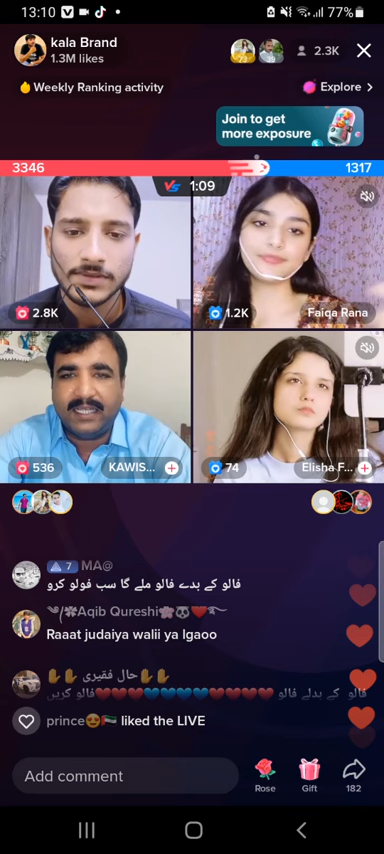 13:10
77%
kala Brand
1.3M likes
2.3K
Weekly Ranking activity
Explore
Join to get
more exposure
3346
1317
VS 1:09
2.8K
1.2K
Faiqa Rana
536
KAWIS...
74
Elisha F...
7 MA@
فالو کے بدے فالو ملے گا سب فولو کرو
Aqib Qureshi
Raaat judaiya walii ya lgaoo
حال فقیری
فالو کے بدلے فالو فالو کریں
prince liked the LIVE
Add comment
Rose
Gift
182